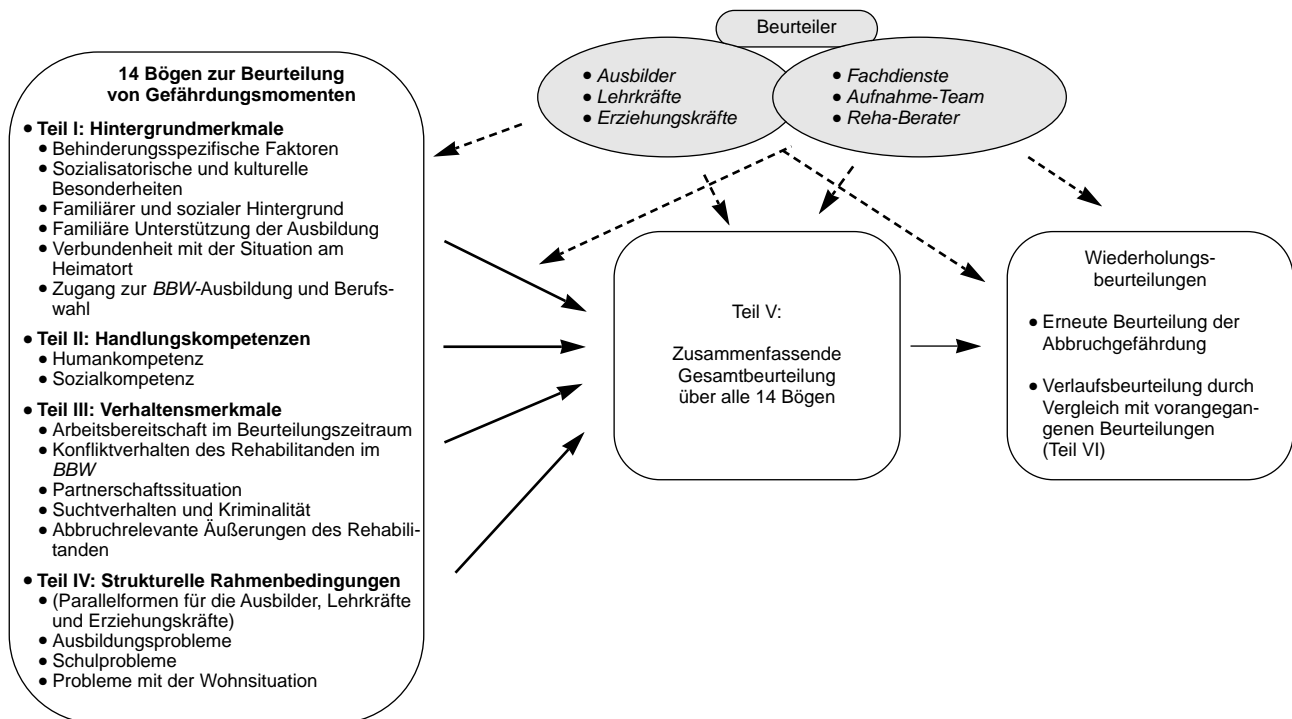 Beurteiler
• Ausbilder
• Lehrkräfte
• Erziehungskräfte
• Fachdienste
• Aufnahme-Team
• Reha-Berater
14 Bögen zur Beurteilung
von Gefährdungsmomenten
• Teil I: Hintergrundmerkmale
• Behinderungsspezifische Faktoren
• Sozialisatorische und kulturelle
Besonderheiten
• Familiärer und sozialer Hintergrund
• Familiäre Unterstützung der Ausbildung
• Verbundenheit mit der Situation am
Heimatort
• Zugang zur BBW-Ausbildung und Berufs-
wahl
• Teil II: Handlungskompetenzen
• Humankompetenz
• Sozialkompetenz
• Teil III: Verhaltensmerkmale
• Arbeitsbereitschaft im Beurteilungszeitraum
• Konfliktverhalten des Rehabilitanden im
BBW
• Partnerschaftssituation
• Suchtverhalten und Kriminalität
• Abbruchrelevante Äußerungen des Rehabili-
tanden
• Teil IV: Strukturelle Rahmenbedingungen
• (Parallelformen für die Ausbilder, Lehrkräfte
und Erziehungskräfte)
• Ausbildungsprobleme
• Schulprobleme
• Probleme mit der Wohnsituation
Teil V:
Zusammenfassende
Gesamtbeurteilung
über alle 14 Bögen
Wiederholungs-
beurteilungen
• Erneute Beurteilung der
Abbruchgefährdung
• Verlaufsbeurteilung durch
Vergleich mit vorangegan-
genen Beurteilungen
(Teil VI)